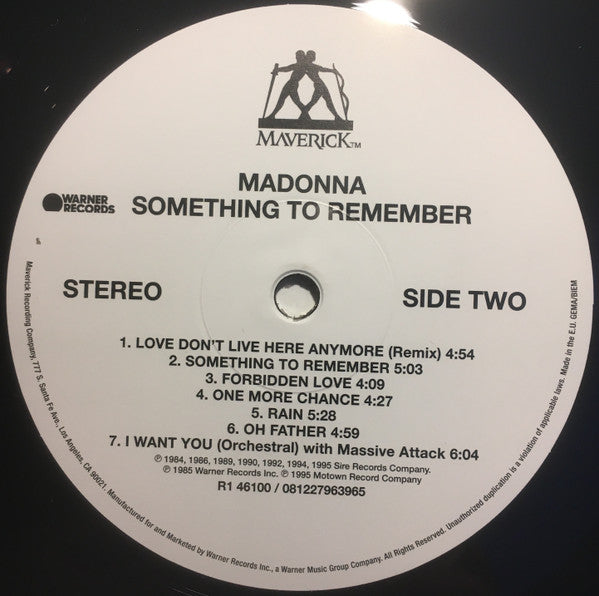 MAVERICK™
MADONNA
WARNER
RECORDS
SOMETHING TO REMEMBER
STEREO
SIDE TWO
1. LOVE DON'T LIVE HERE ANYMORE (Remix) 4:54
2. SOMETHING TO REMEMBER 5:03
3. FORBIDDEN LOVE 4:09
4. ONE MORE CHANCE 4:27
5. RAIN 5:28
6. OH FATHER 4:59
7. I WANT YOU (Orchestral) with Massive Attack 6:04
℗ 1984, 1986, 1989, 1990, 1992, 1994, 1995 Sire Records Company.
℗ 1985 Warner Records Inc. ℗ 1995 Motown Record Company
R1 46100 / 081227963965
Maverick Recording Company, 777 S. Santa Fe Ave., Los Angeles, CA 90021. Manufactured for and Marketed by Warner Records Inc., a Warner Music Group Company. All Rights Reserved. Unauthorized duplication is a violation of applicable laws. Made in the E.U. GEMA/BIEM